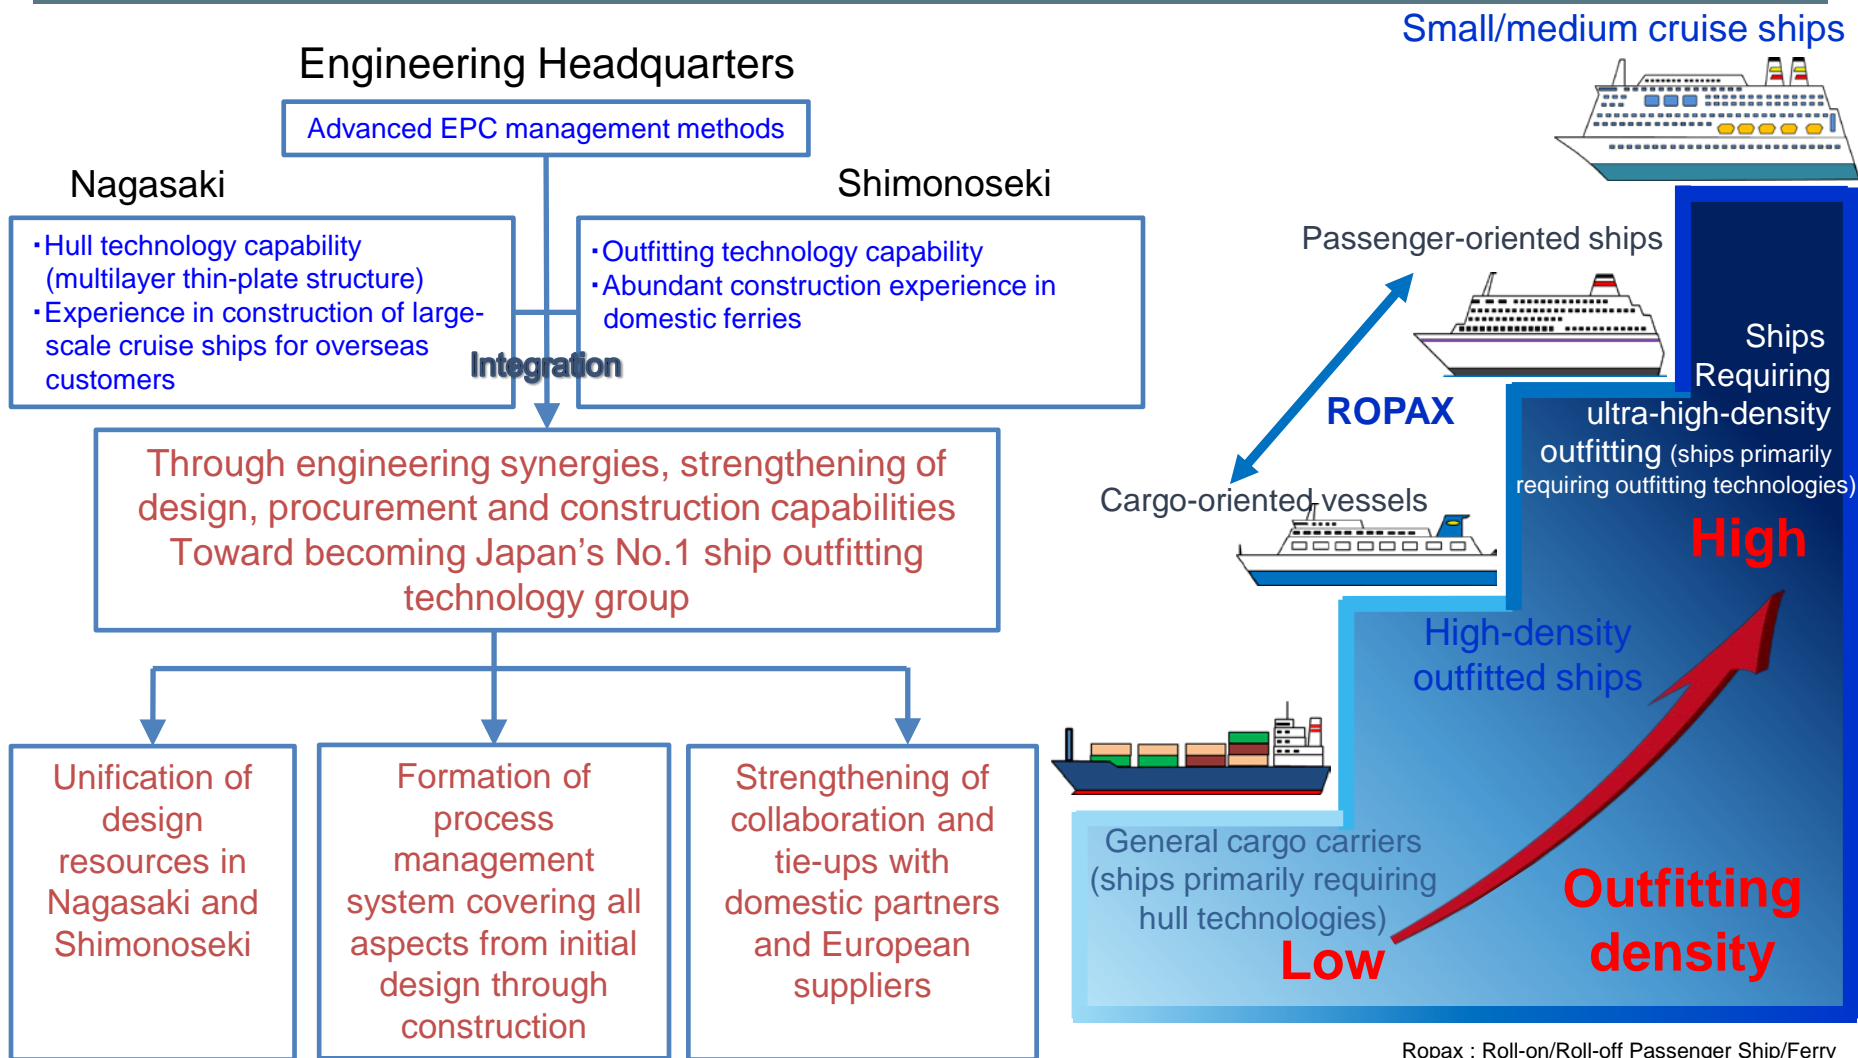 Engineering Headquarters
Advanced EPC management methods
Nagasaki
・Hull technology capability
(multilayer thin-plate structure)
・Experience in construction of large-
scale cruise ships for overseas
customers
Shimonoseki
・Outfitting technology capability
・Abundant construction experience in
domestic ferries
Integration
Through engineering synergies, strengthening of
design, procurement and construction capabilities
Toward becoming Japan’s No.1 ship outfitting
technology group
Unification of
design
resources in
Nagasaki and
Shimonoseki
Formation of
process
management
system covering all
aspects from initial
design through
construction
Strengthening of
collaboration and
tie-ups with
domestic partners
and European
suppliers
Small/medium cruise ships
Passenger-oriented ships
ROPAX
Cargo-oriented vessels
Ships
Requiring
ultra-high-density
outfitting (ships primarily
requiring outfitting technologies)
High
High-density
outfitted ships
General cargo carriers
(ships primarily requiring
hull technologies)
Low
Outfitting
density
Ropax : Roll-on/Roll-off Passenger Ship/Ferry